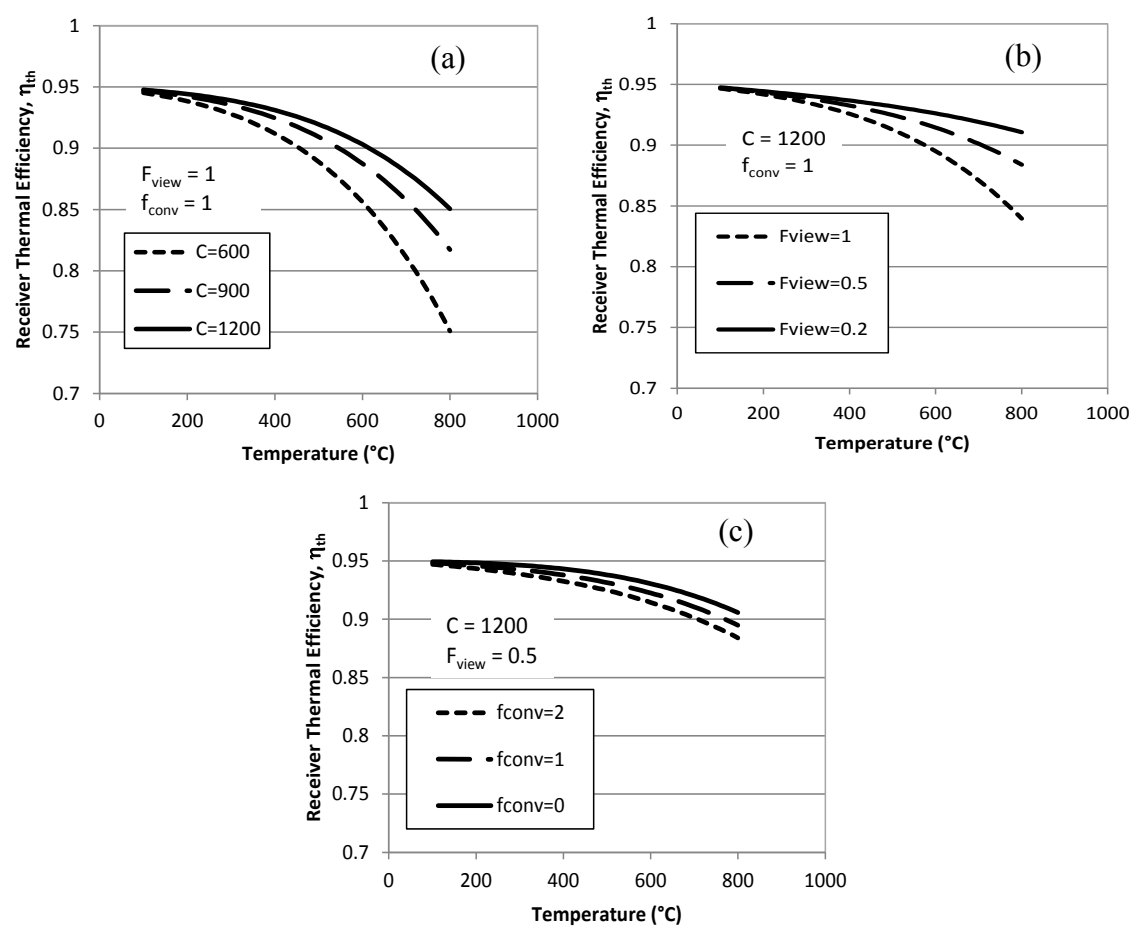 (a)
Receiver Thermal Efficiency, ηth
1
0.95
0.9
0.85
0.8
0.75
0.7
Fview = 1
fconv = 1
C=600
C=900
C=1200
0 200 400 600 800 1000
Temperature (°C)
(b)
Receiver Thermal Efficiency, ηth
1
0.95
0.9
0.85
0.8
0.75
0.7
C = 1200
fconv = 1
Fview=1
Fview=0.5
Fview=0.2
0 200 400 600 800 1000
Temperature (°C)
(c)
Receiver Thermal Efficiency, ηth
1
0.95
0.9
0.85
0.8
0.75
0.7
C = 1200
Fview = 0.5
fconv=2
fconv=1
fconv=0
0 200 400 600 800 1000
Temperature (°C)